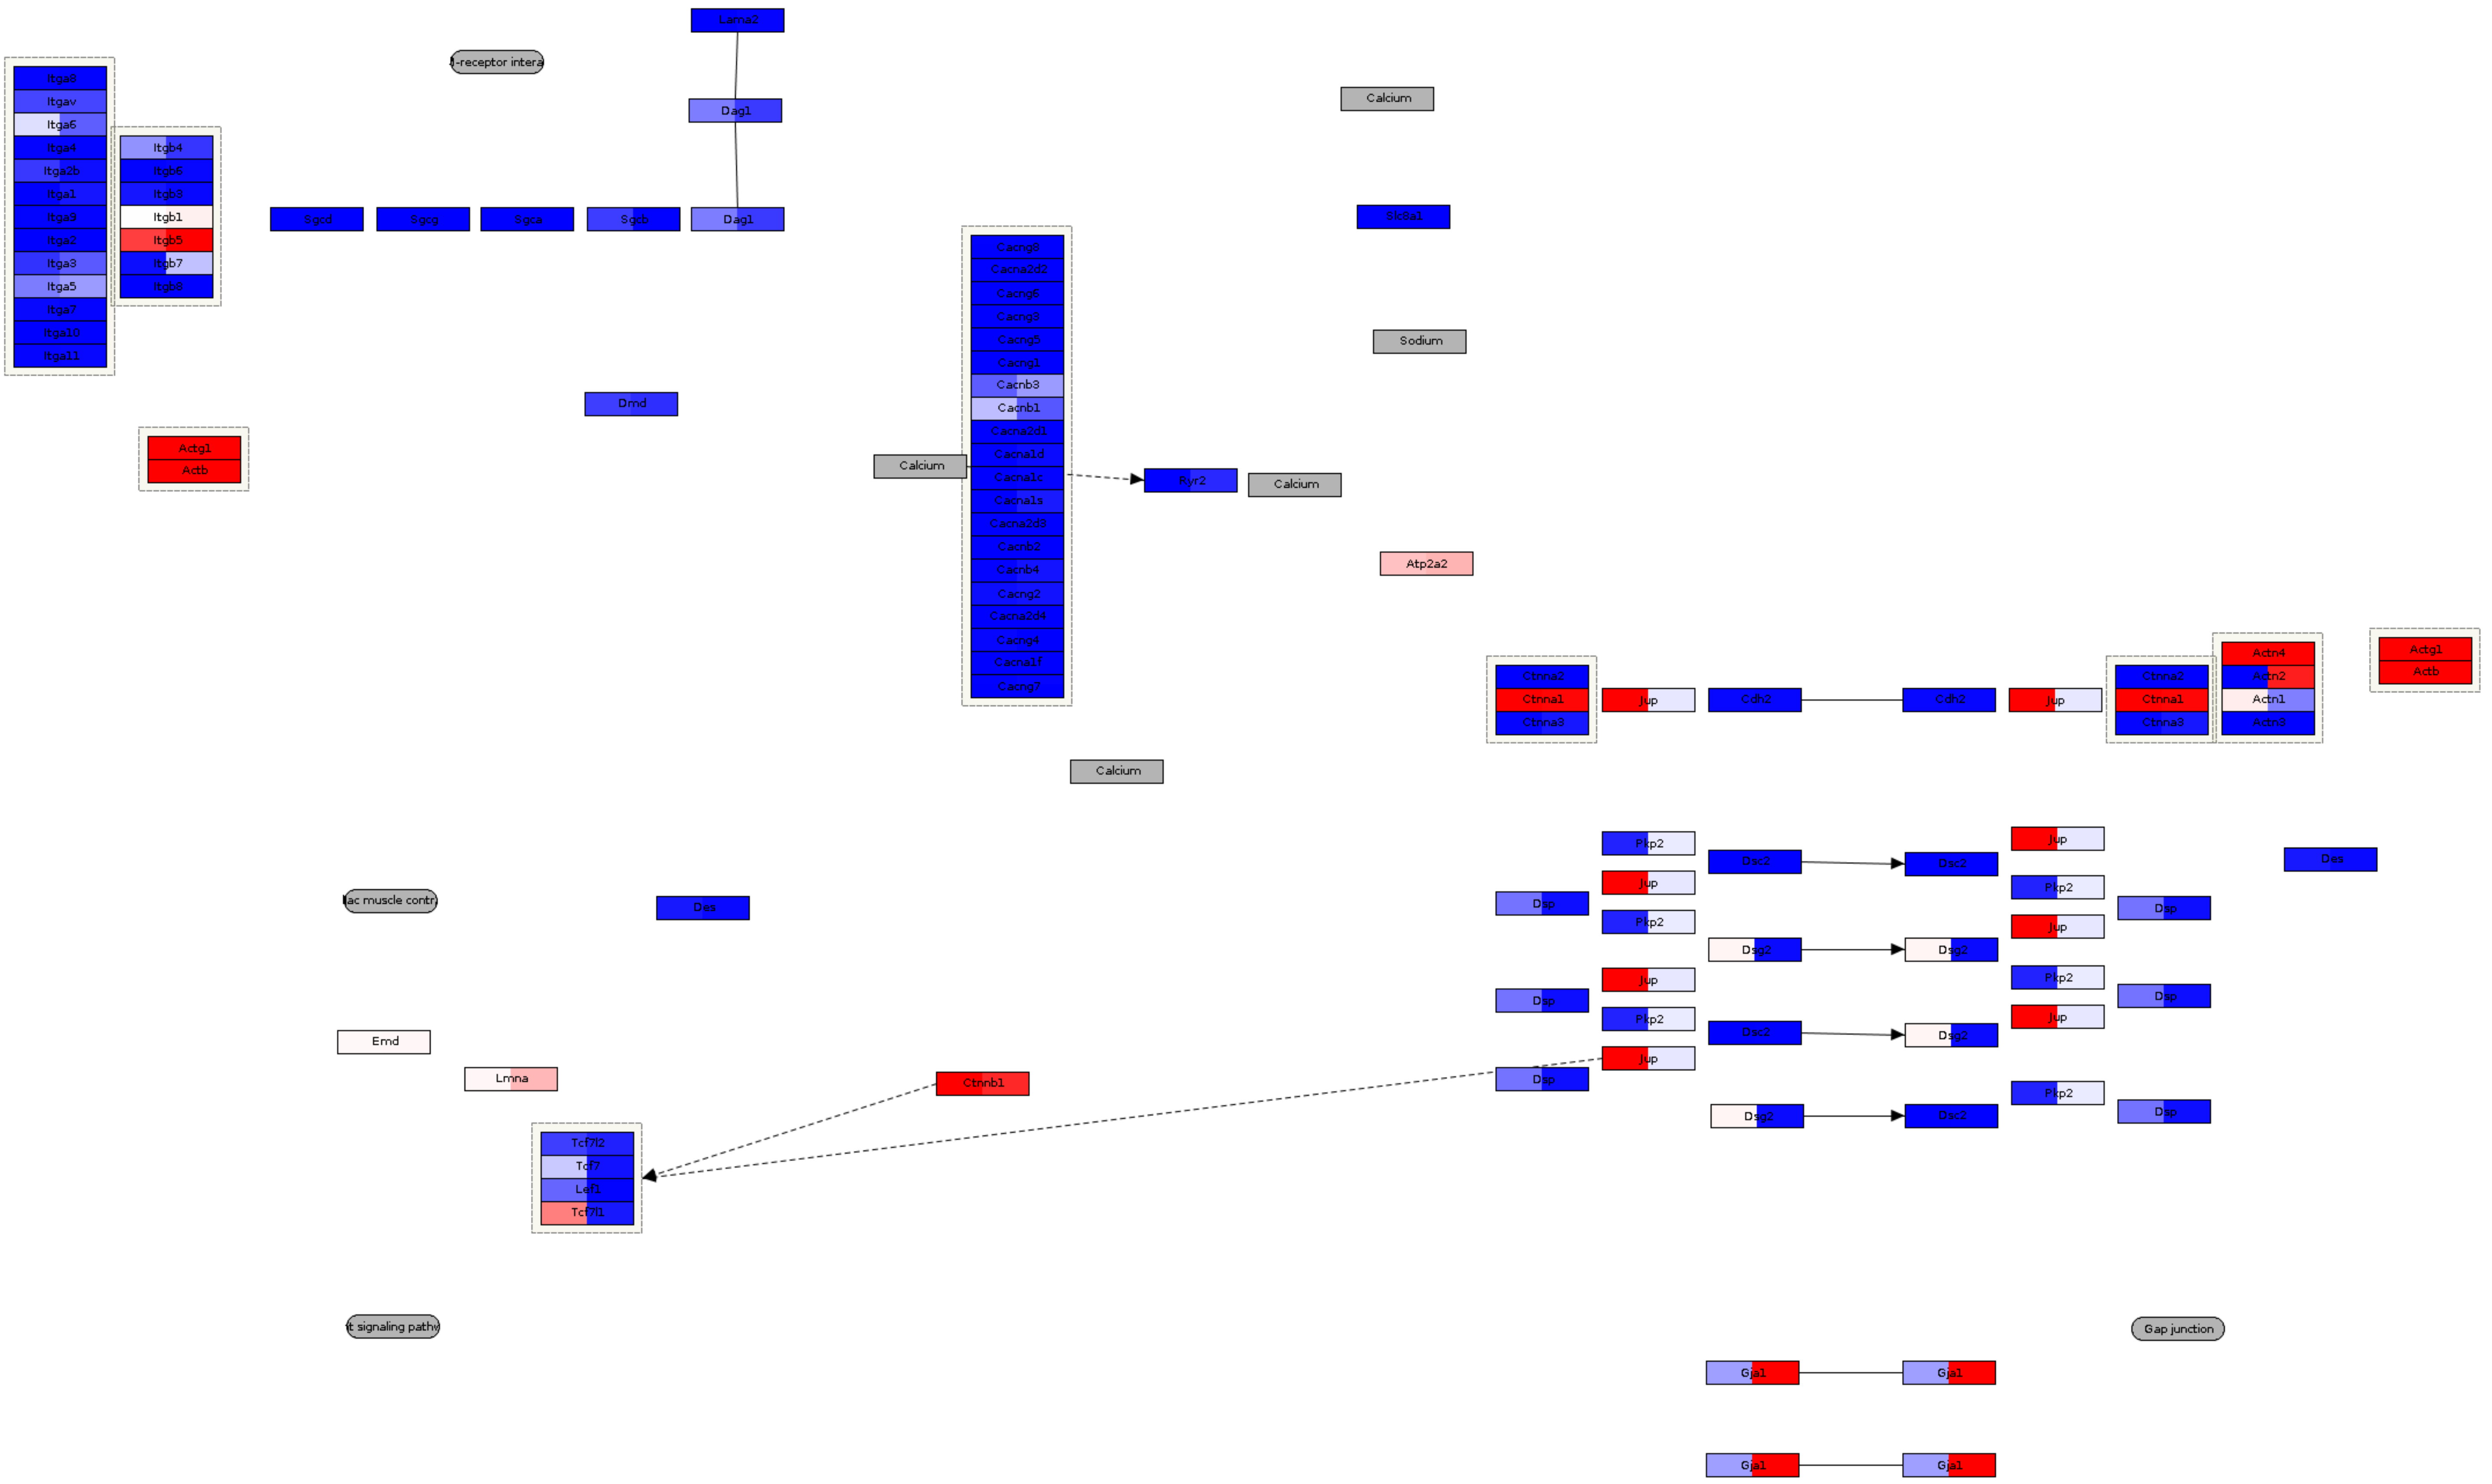 Lama2
3-receptor intera
Itga8
Itgav
Itga6
Itga4
Itga2b
Itga1
Itga9
Itga2
Itga3
Itga5
Itga7
Itga10
Itga11
Itgb4
Itgb6
Itgb3
Itgb1
Itgb5
Itgb7
Itgb8
Dag1
Sgcd
Sgcg
Sgca
Sgcb
Dag1
Calcium
Slc8a1
Sodium
Dmd
Actg1
Actb
Cacng8
Cacna2d2
Cacng6
Cacng3
Cacng5
Cacng1
Cacnb3
Cacnb1
Cacna2d1
Cacna1d
Cacna1c
Cacna1s
Cacna2d3
Cacnb2
Cacnb4
Cacng2
Cacna2d4
Cacng4
Cacna1f
Cacng7
Calcium
Ryr2
Calcium
Atp2a2
Calcium
Ctnna2
Ctnna1
Ctnna3
Jup
Cdh2
Cdh2
Jup
Ctnna2
Ctnna1
Ctnna3
Actn4
Actn2
Actn1
Actn3
Actg1
Actb
Pkp2
Jup
Pkp2
Dsp
Dsc2
Dsc2
Jup
Pkp2
Jup
Dsp
Des
Dsg2
Dsg2
Jup
Pkp2
Jup
Dsp
Dsc2
Dsg2
Pkp2
Jup
Dsp
Dsp
Dsg2
Dsc2
Pkp2
Dsp
iac muscle contra
Des
Emd
Lmna
Ctnnb1
Tcf7l2
Tcf7
Lef1
Tcf7l1
t signaling pathw
Gap junction
Gja1
Gja1
Gja1
Gja1